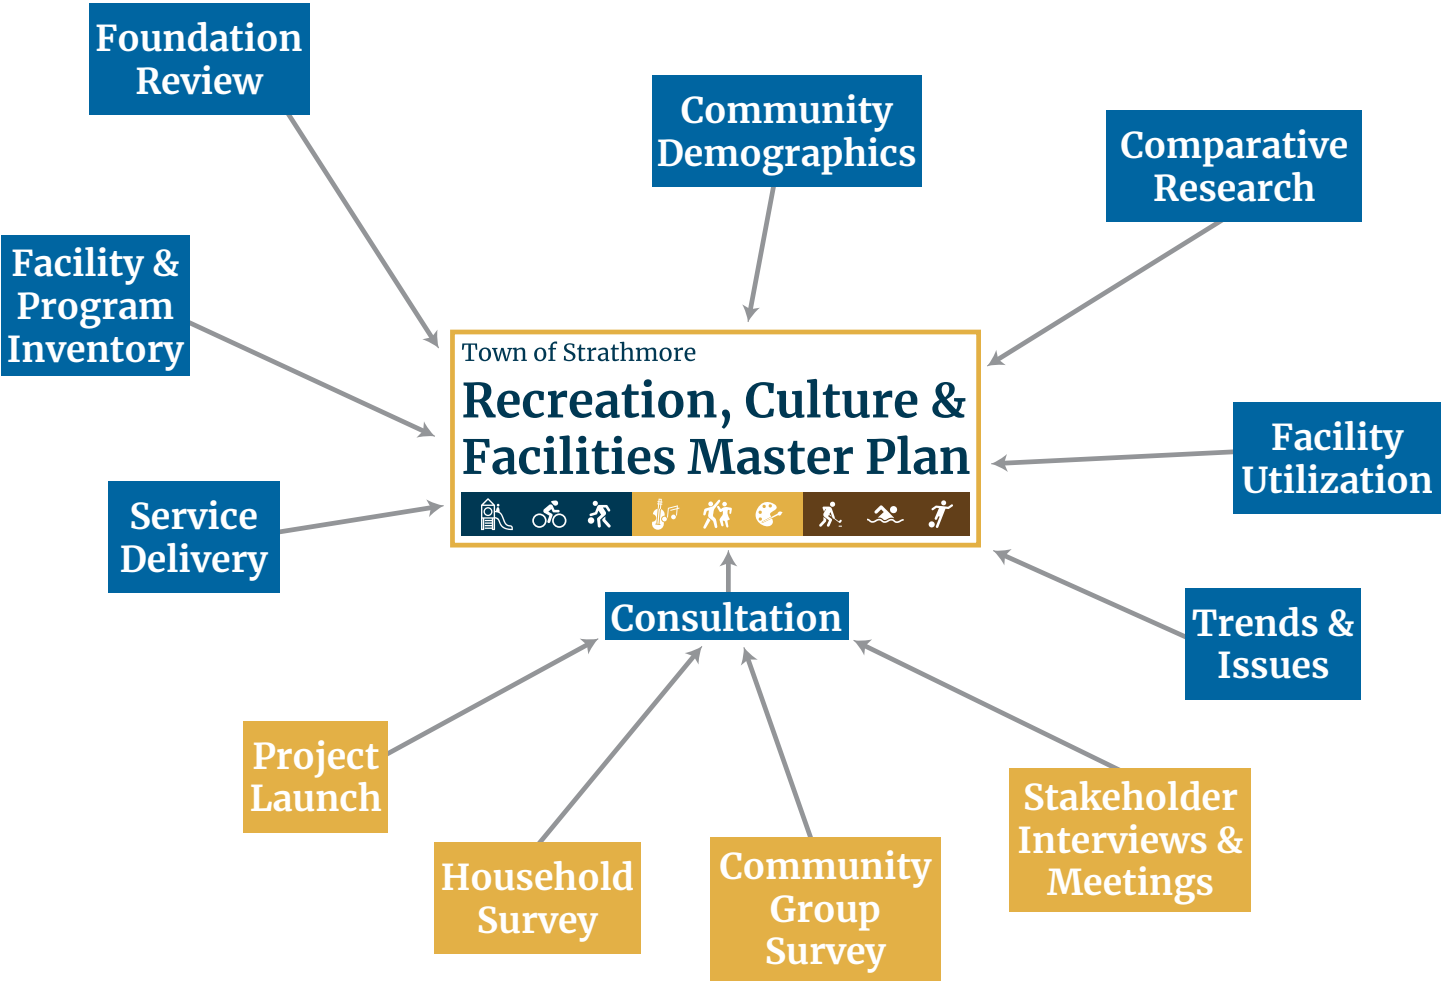 Foundation
Review
Community
Demographics
Comparative
Research
Facility &
Program
Inventory
Town of Strathmore
Recreation, Culture &
Facilities Master Plan
Facility
Utilization
Service
Delivery
Consultation
Trends &
Issues
Project
Launch
Household
Survey
Community
Group
Survey
Stakeholder
Interviews &
Meetings